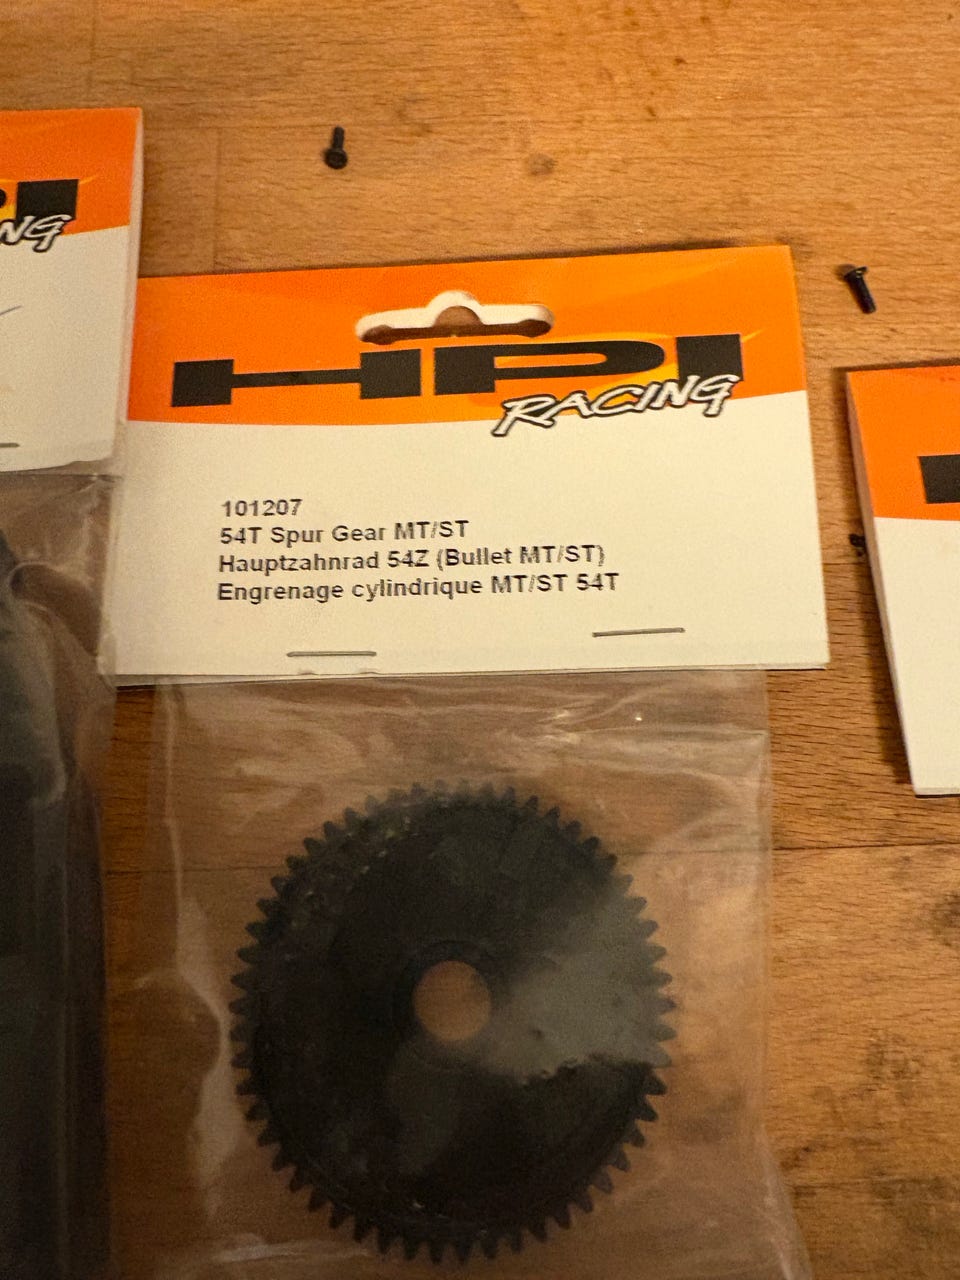 HPI
RACING
101207
54T Spur Gear MT/ST
Hauptzahnrad 54Z (Bullet MT/ST)
Engrenage cylindrique MT/ST 54T